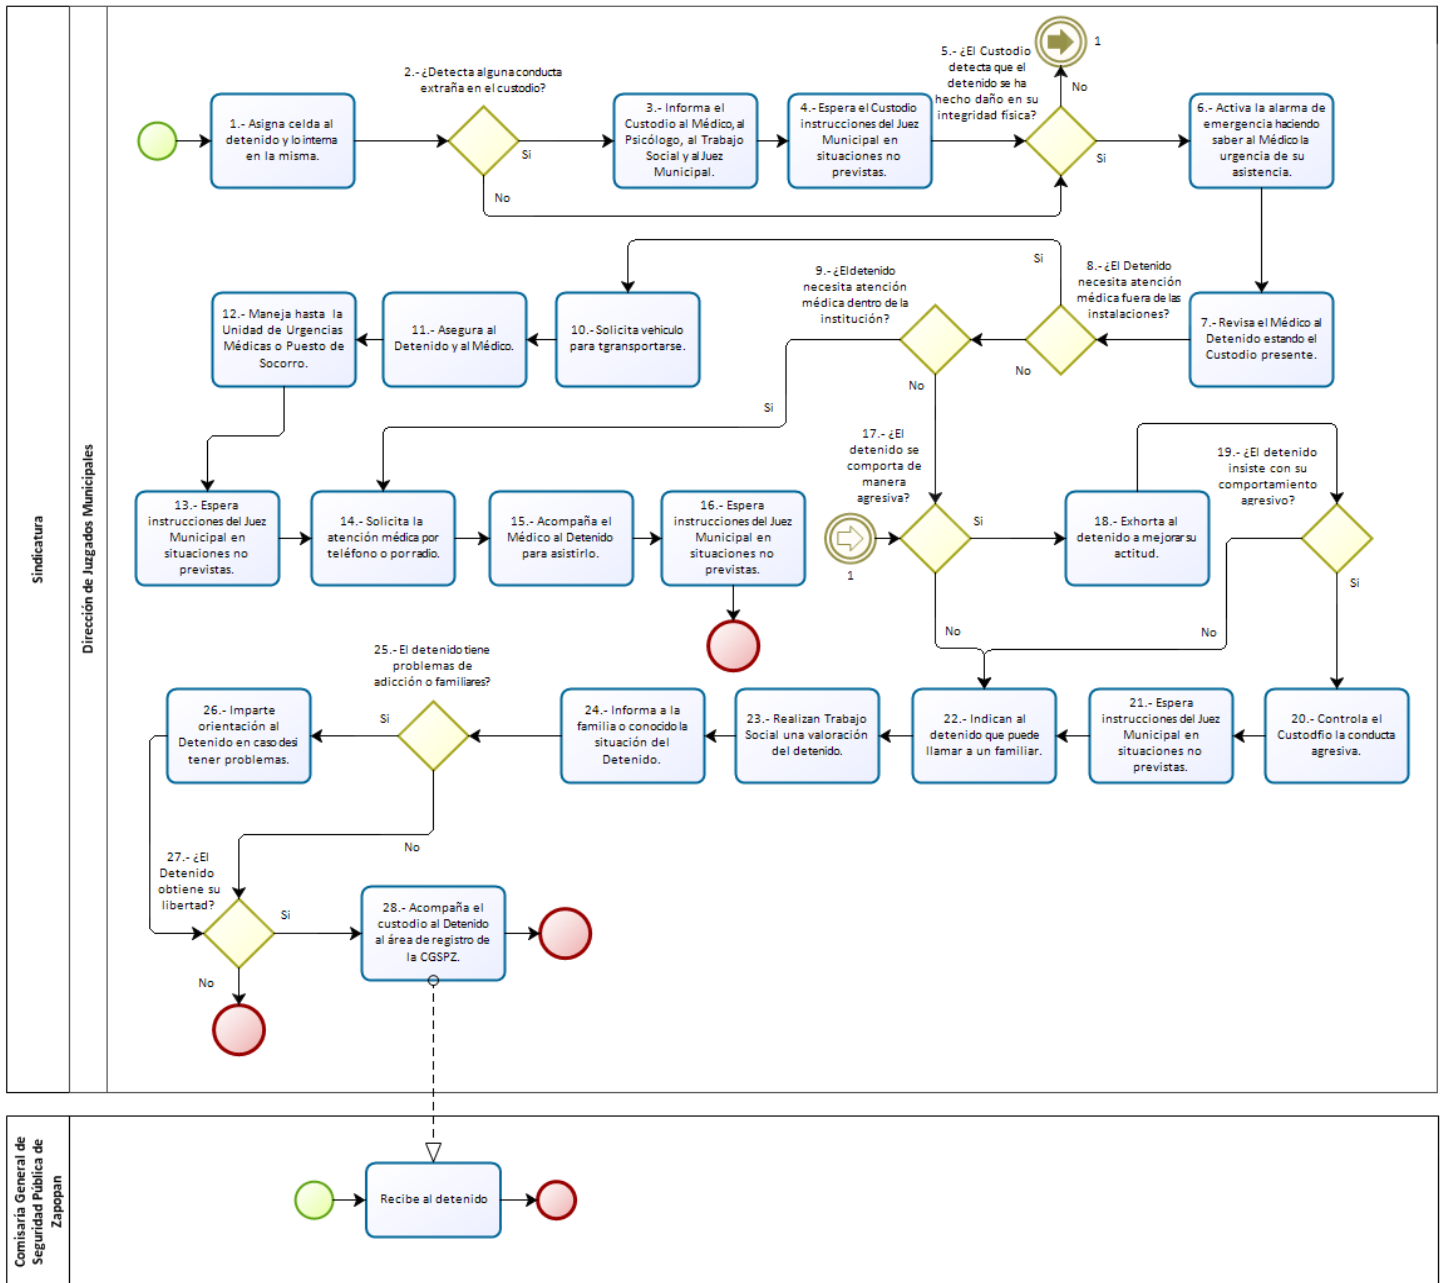 Sindicatura
Dirección de Juzgados Municipales
1.- Asigna celda al
detenido y lo interna
en la misma.
2.- ¿Detecta alguna conducta
extraña en el custodio?
Si
No
3.- Informa el
Custodio al Médico, al
Psicólogo, al Trabajo
Social y al Juez
Municipal.
4.- Espera el Custodio
instrucciones del Juez
Municipal en
situaciones no
previstas.
5.- ¿El Custodio
detecta que el
detenido se ha
hecho daño en su
integridad física?
1
No
Si
6.- Activa la alarma de
emergencia haciendo
saber al Médico la
urgencia de su
asistencia.
12.- Maneja hasta la
Unidad de Urgencias
Médicas o Puesto de
Socorro.
11.- Asegura al
Detenido y al Médico.
10.- Solicita vehiculo
para tgransportarse.
9.- ¿El detenido
necesita atención
médica dentro de la
institución?
Si
No
8.- ¿El Detenido
necesita atención
médica fuera de las
instalaciones?
Si
No
7.- Revisa el Médico al
Detenido estando el
Custodio presente.
13.- Espera
instrucciones del Juez
Municipal en
situaciones no
previstas.
14.- Solicita la
atención médica por
teléfono o por radio.
15.- Acompaña el
Médico al Detenido
para asistirlo.
16.- Espera
instrucciones del Juez
Municipal en
situaciones no
previstas.
17.- ¿El
detenido se
comporta de
manera
agresiva?
1
Si
No
18.- Exhorta al
detenido a mejorar su
actitud.
19.- ¿El detenido
insiste con su
comportamiento
agresivo?
Si
No
25.- El detenido tiene
problemas de
adicción o familiares?
Si
No
26.- Imparte
orientación al
Detenido en caso desi
tener problemas.
24.- Informa a la
familia o conocido la
situación del
Detenido.
23.- Realizan Trabajo
Social una valoración
del detenido.
22.- Indican al
detenido que puede
llamar a un familiar.
21.- Espera
instrucciones del Juez
Municipal en
situaciones no
previstas.
20.- Controla el
Custodfio la conducta
agresiva.
27.- ¿El
Detenido
obtiene su
libertad?
Si
No
28.- Acompaña el
custodio al Detenido
al área de registro de
la CGSPZ.
Comisaría General de
Seguridad Pública de
Zapopan
Recibe al detenido